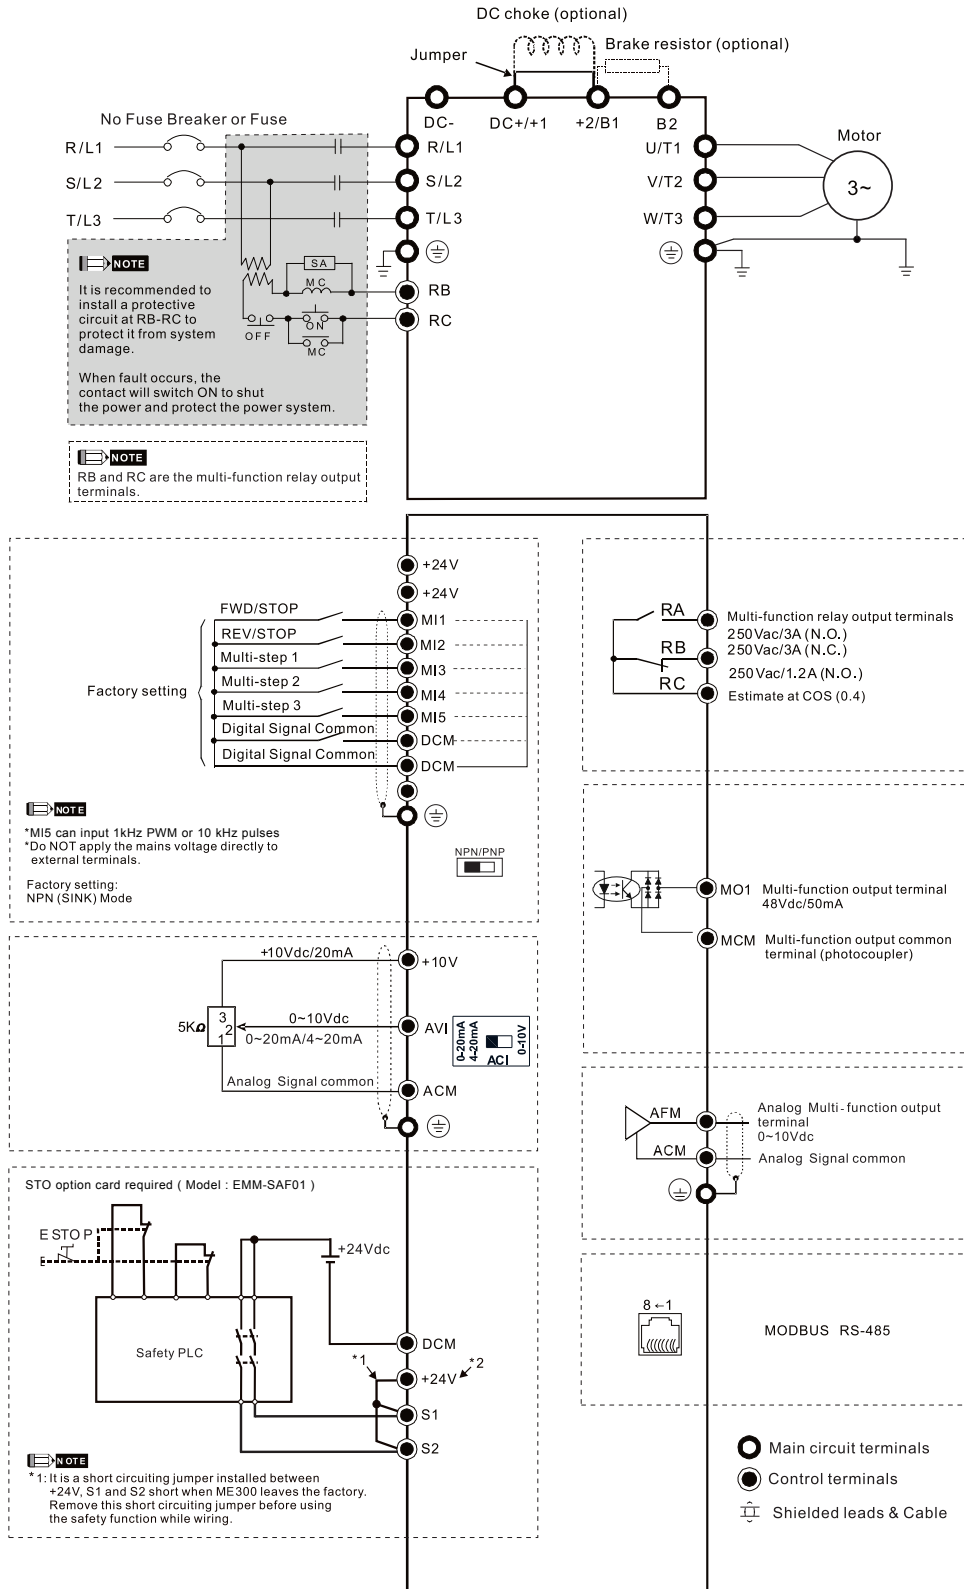 DC choke (optional)
Jumper
Brake resistor (optional)
No Fuse Breaker or Fuse
DC-
DC+/+1
+2/B1
B2
Motor
R/L1
R/L1
U/T1
S/L2
S/L2
V/T2
3~
T/L3
T/L3
W/T3
NOTE
SA
MC
RB
It is recommended to
install a protective
circuit at RB-RC to
protect it from system
damage.
OFF
ON
MC
RC
When fault occurs, the
contact will switch ON to shut
the power and protect the power system.
NOTE
RB and RC are the multi-function relay output
terminals.
+24V
+24V
FWD/STOP
MI1
REV/STOP
MI2
Multi-step 1
MI3
Factory setting
Multi-step 2
MI4
Multi-step 3
MI5
Digital Signal Common
DCM
Digital Signal Common
DCM
NOTE
*MI5 can input 1kHz PWM or 10 kHz pulses
*Do NOT apply the mains voltage directly to
external terminals.
Factory setting:
NPN (SINK) Mode
NPN/PNP
RA
Multi-function relay output terminals
250Vac/3A (N.O.)
RB
250Vac/3A (N.C.)
250Vac/1.2A (N.O.)
RC
Estimate at COS (0.4)
MO1
Multi-function output terminal
48Vdc/50mA
MCM
Multi-function output common
terminal (photocoupler)
+10Vdc/20mA
+10V
5KΩ
3
2
1
0~10Vdc
0~20mA/4~20mA
AVI
0-20mA
4-20mA
ACI
0-10V
Analog Signal common
ACM
AFM
Analog Multi-function output
terminal
0~10Vdc
ACM
Analog Signal common
STO option card required ( Model : EMM-SAF01 )
E STOP
+24Vdc
Safety PLC
DCM
*1
+24V
*2
S1
S2
NOTE
*1: It is a short circuiting jumper installed between
+24V, S1 and S2 short when ME300 leaves the factory.
Remove this short circuiting jumper before using
the safety function while wiring.
8←1
MODBUS RS-485
Main circuit terminals
Control terminals
Shielded leads & Cable